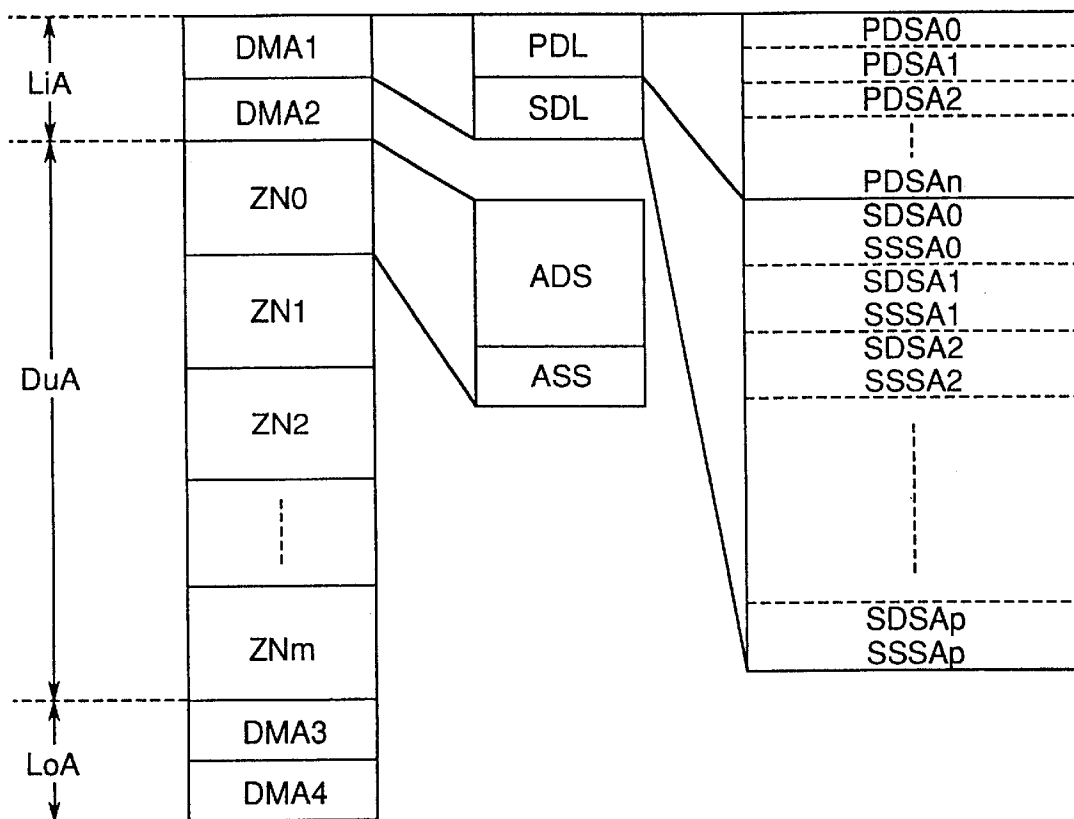 LiA
DuA
LoA
DMA1
DMA2
ZN0
ZN1
ZN2
ZNm
DMA3
DMA4
PDL
SDL
ADS
ASS
PDSA0
PDSA1
PDSA2
PDSAn
SDSA0
SSSA0
SDSA1
SSSA1
SDSA2
SSSA2
SDSAp
SSSAp